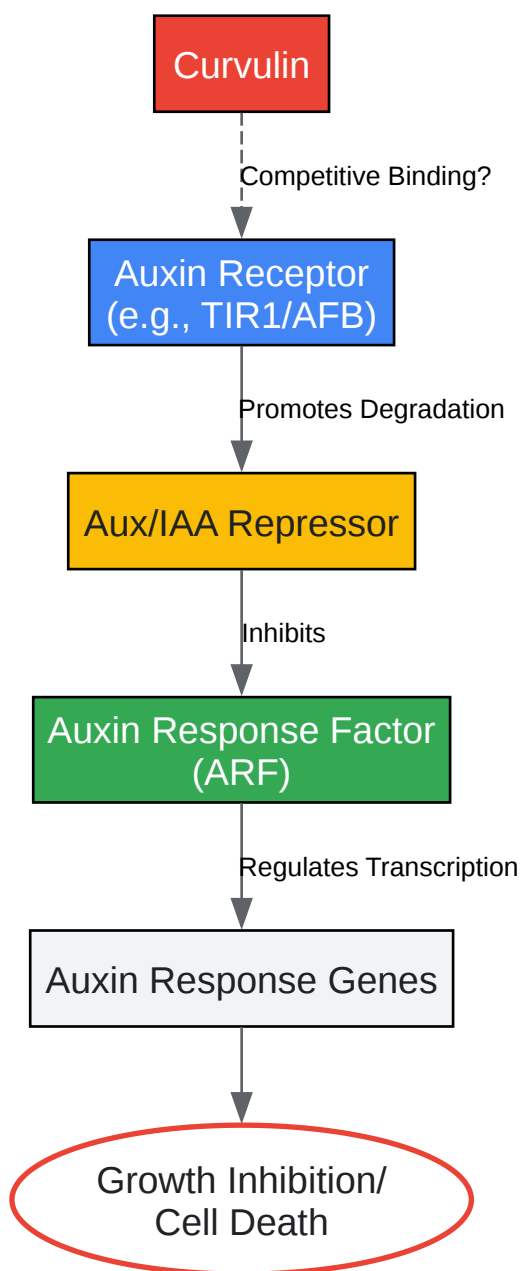 Curvulin
Competitive Binding?
Auxin Receptor
(e.g., TIR1/AFB)
Promotes Degradation
Aux/IAA Repressor
Inhibits
Auxin Response Factor
(ARF)
Regulates Transcription
Auxin Response Genes
Growth Inhibition/
Cell Death